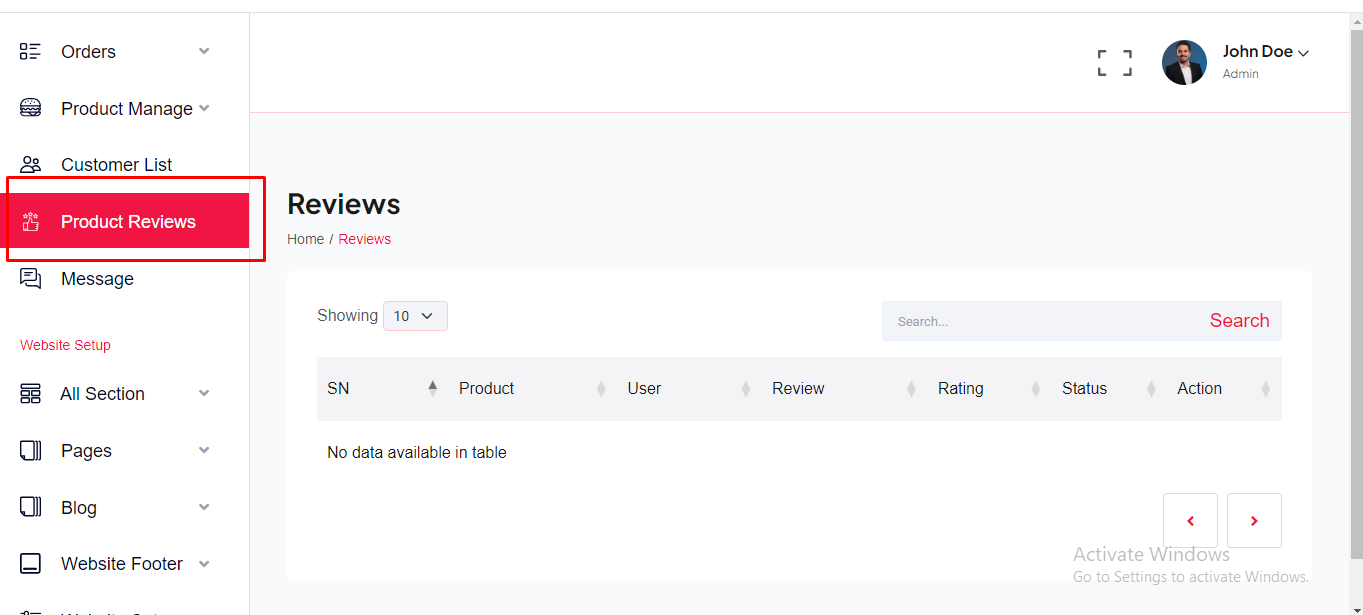 Orders
Product Manage
Customer List
Product Reviews
Message
Website Setup
All Section
Pages
Blog
Website Footer
John Doe
Admin
Reviews
Home / Reviews
Showing 10
Search... Search
SN Product User Review Rating Status Action
No data available in table
Activate Windows
Go to Settings to activate Windows.